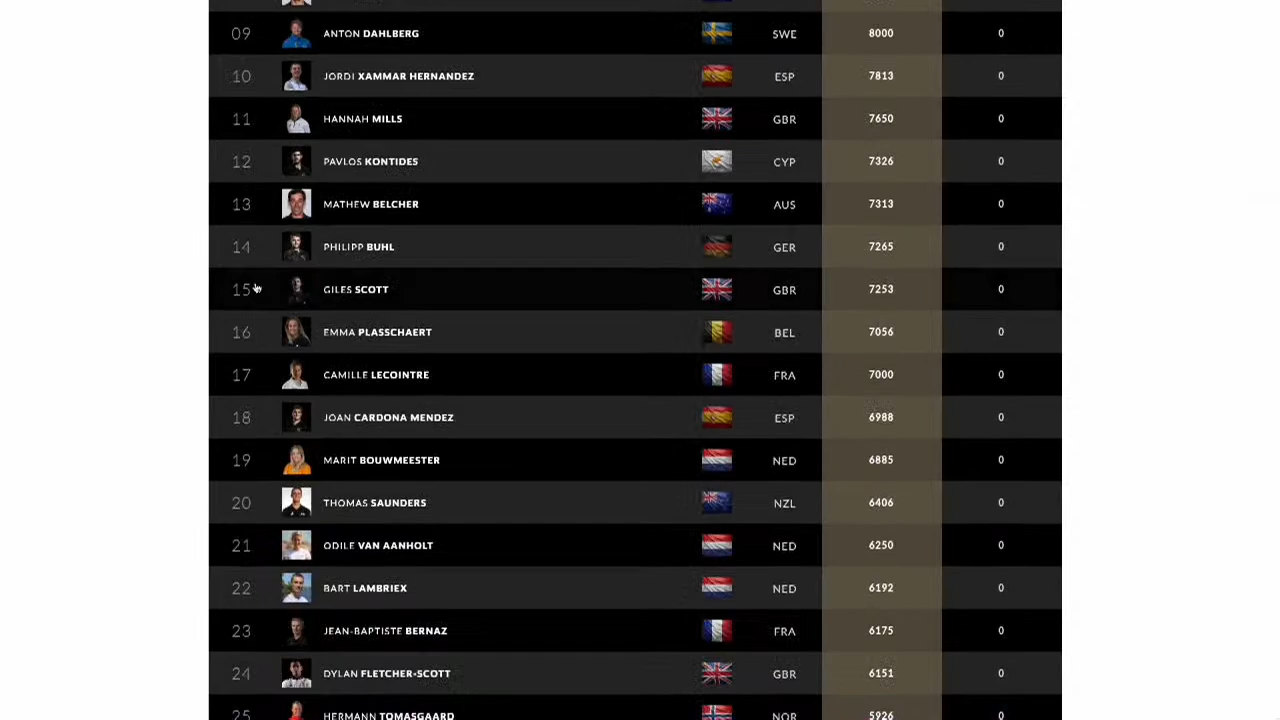 09 ANTON DAHLBERG SWE 8000 0
10 JORDI XAMMAR HERNANDEZ ESP 7813 0
11 HANNAH MILLS GBR 7650 0
12 PAVLOS KONTIDES CYP 7326 0
13 MATHEW BELCHER AUS 7313 0
14 PHILIPP BUHL GER 7265 0
15 GILES SCOTT GBR 7253 0
16 EMMA PLASSCHAERT BEL 7056 0
17 CAMILLE LECOINTRE FRA 7000 0
18 JOAN CARDONA MENDEZ ESP 6988 0
19 MARIT BOUWMEESTER NED 6885 0
20 THOMAS SAUNDERS NZL 6406 0
21 ODILE VAN AANHOLT NED 6250 0
22 BART LAMBRIEX NED 6192 0
23 JEAN-BAPTISTE BERNAZ FRA 6175 0
24 DYLAN FLETCHER-SCOTT GBR 6151 0
25 HERMANN TOMASGAARD NOR 5926 0